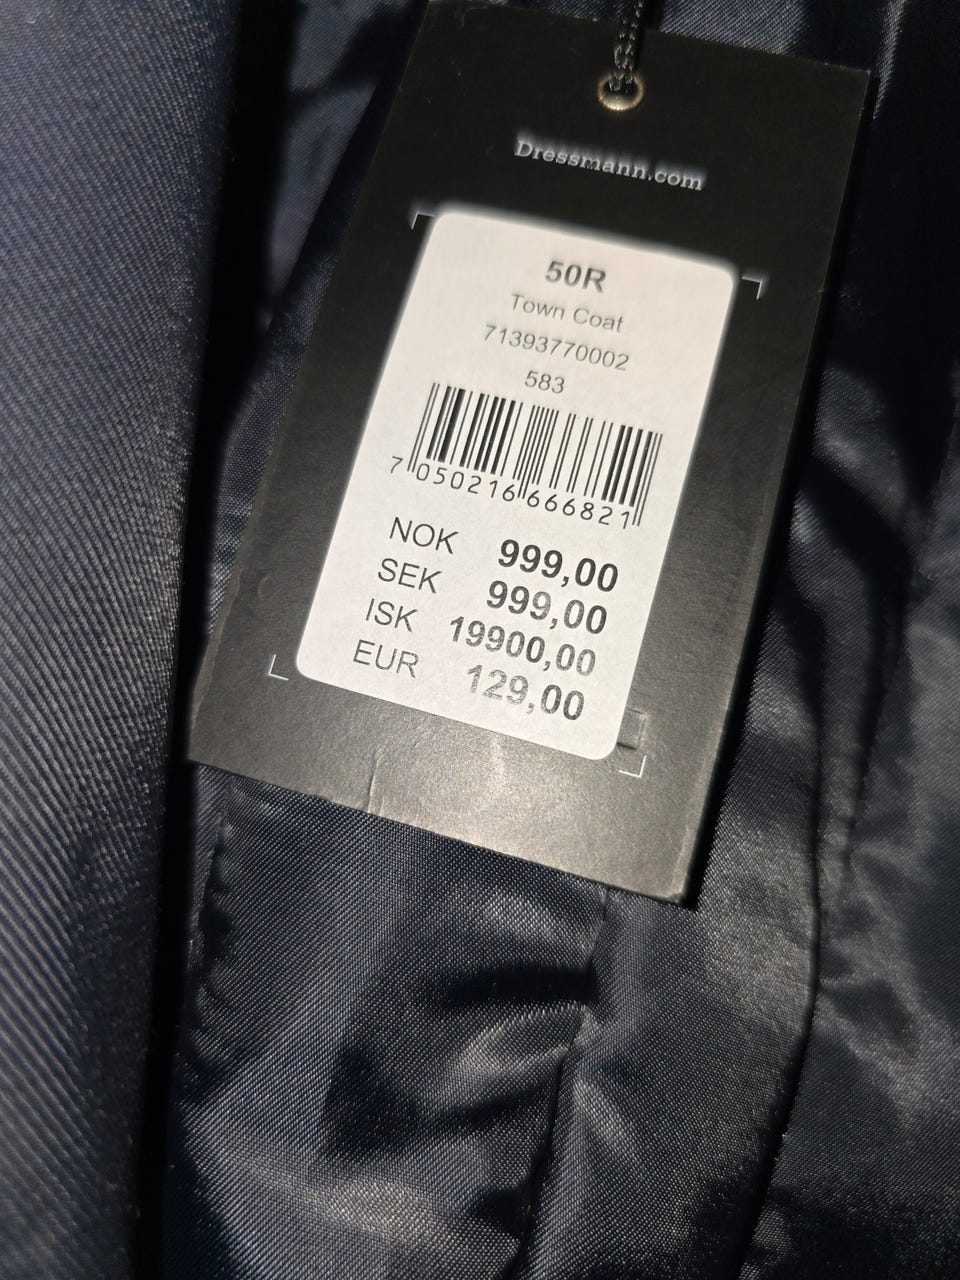 Dressmann.com
50R
Town Coat
71393770002
583
7 050216 666821
NOK 999,00
SEK 999,00
ISK 19900,00
EUR 129,00